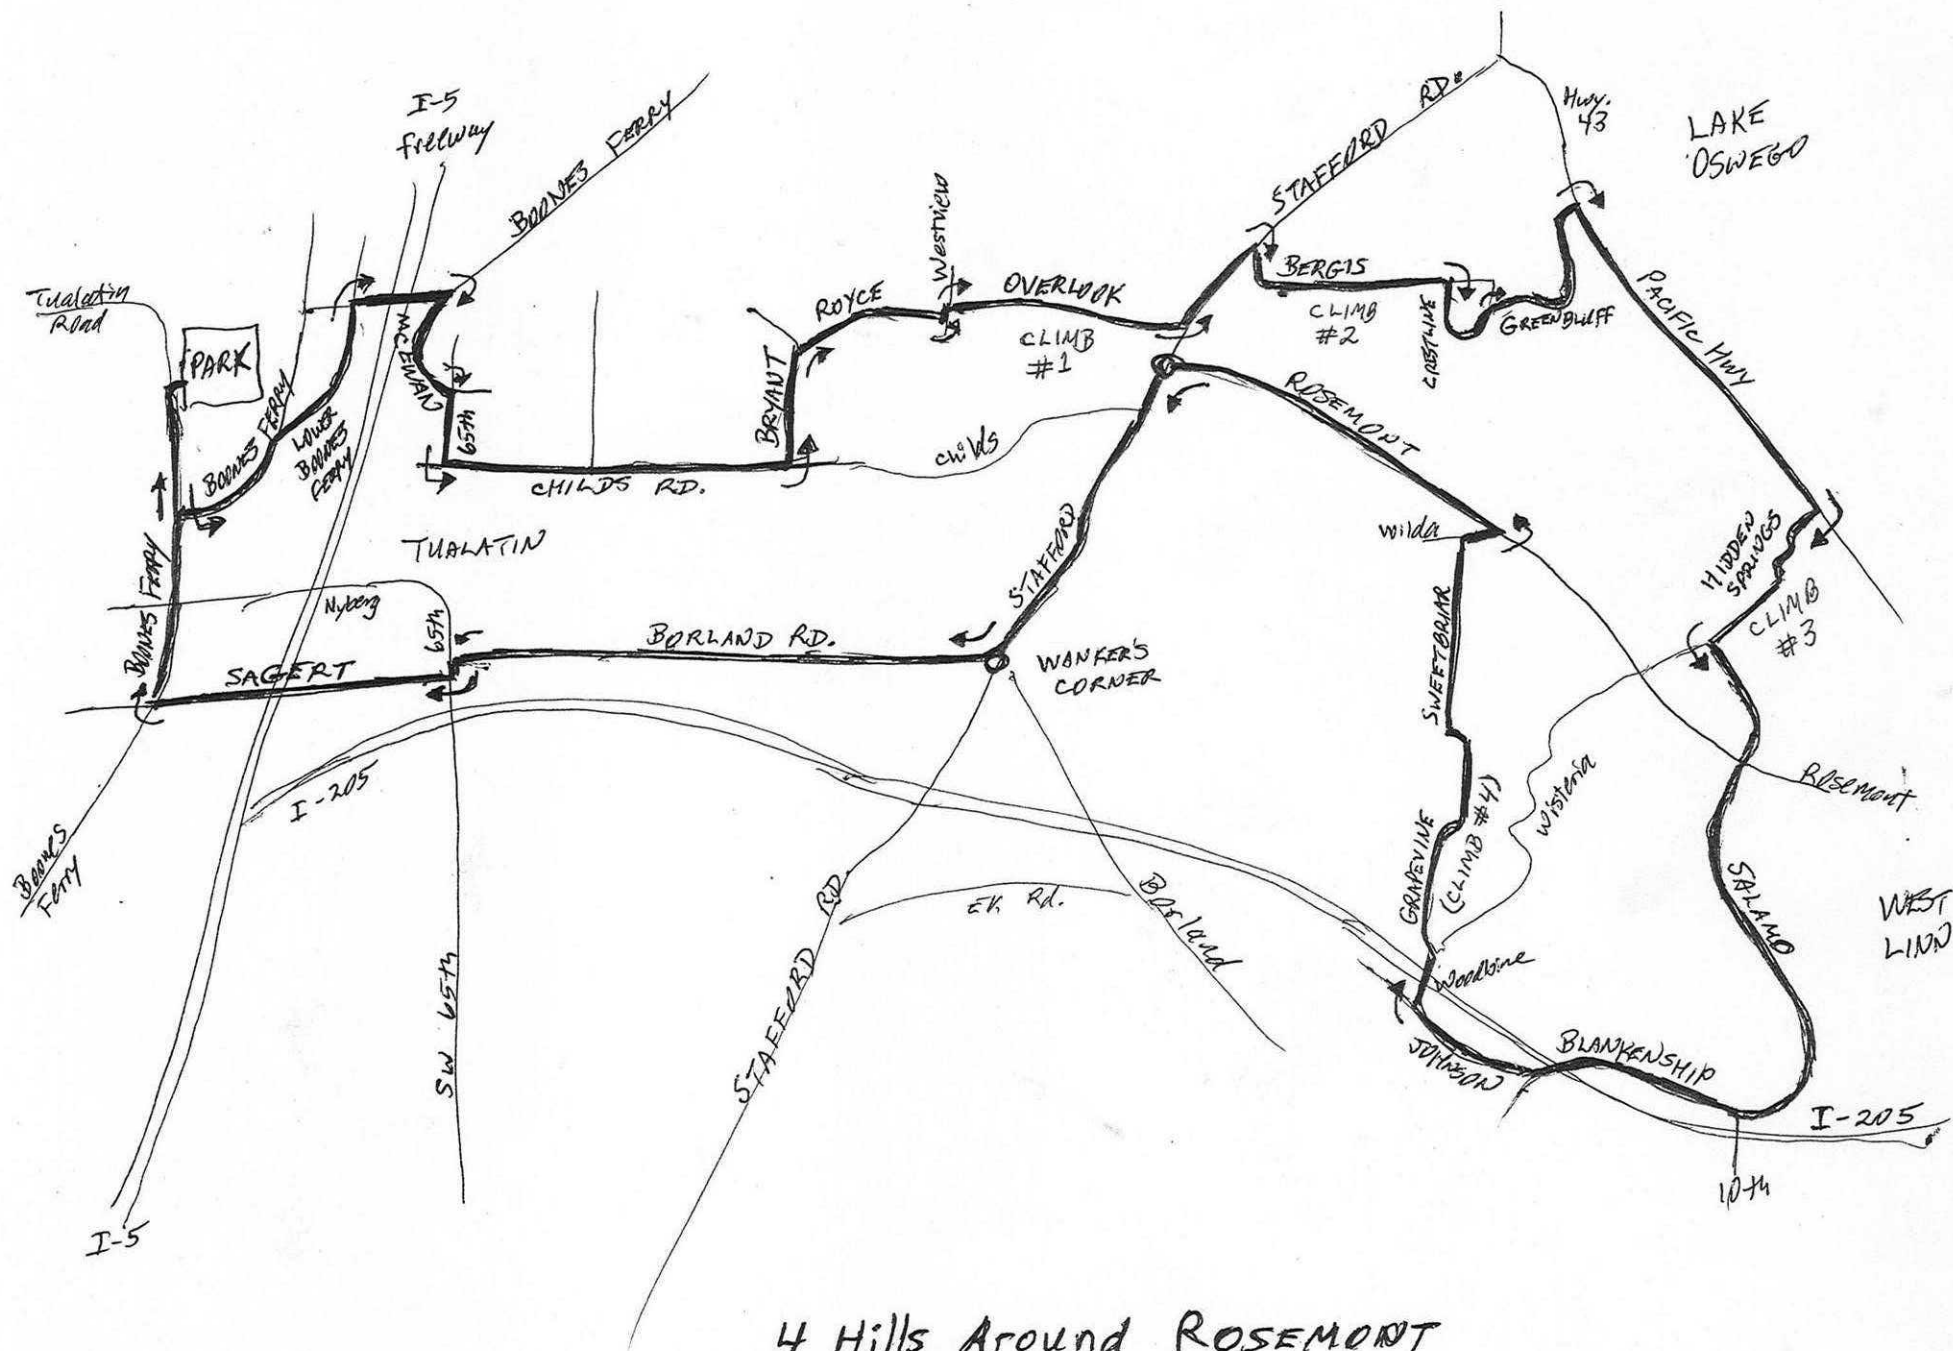 I-5
freeway
BOONES FERRY
STAFFORD RD.
Hwy.
43
LAKE
OSWEGO
Tualatin
Road
PARK
BOONES FERRY
LOWER
BOONES
FERRY
MCEWAN
65th
CHILDS RD.
BRYANT
ROYCE
Westview
OVERLOOK
CLIMB
#1
BERGIS
CLIMB
#2
CRESTLINE
GREENBLUFF
PACIFIC HWY
ROSEMONT
Childs
STAFFORD
Wilda
HIDDEN
SPRINGS
CLIMB
#3
TUALATIN
BOONES FERRY
Nyberg
65th
SAGERT
BORLAND RD.
WANKER'S
CORNER
SWEETBRIAR
Wisteria
Rosemont
I-205
Boones
Ferry
GRAPEVINE
(CLIMB #4)
SALAMO
WEST
LINN
STAFFORD RD.
EK Rd.
Borland
Woodbine
SW 65th
JOHNSON
BLANKENSHIP
I-205
10th
I-5
4 Hills Around ROSEMONT